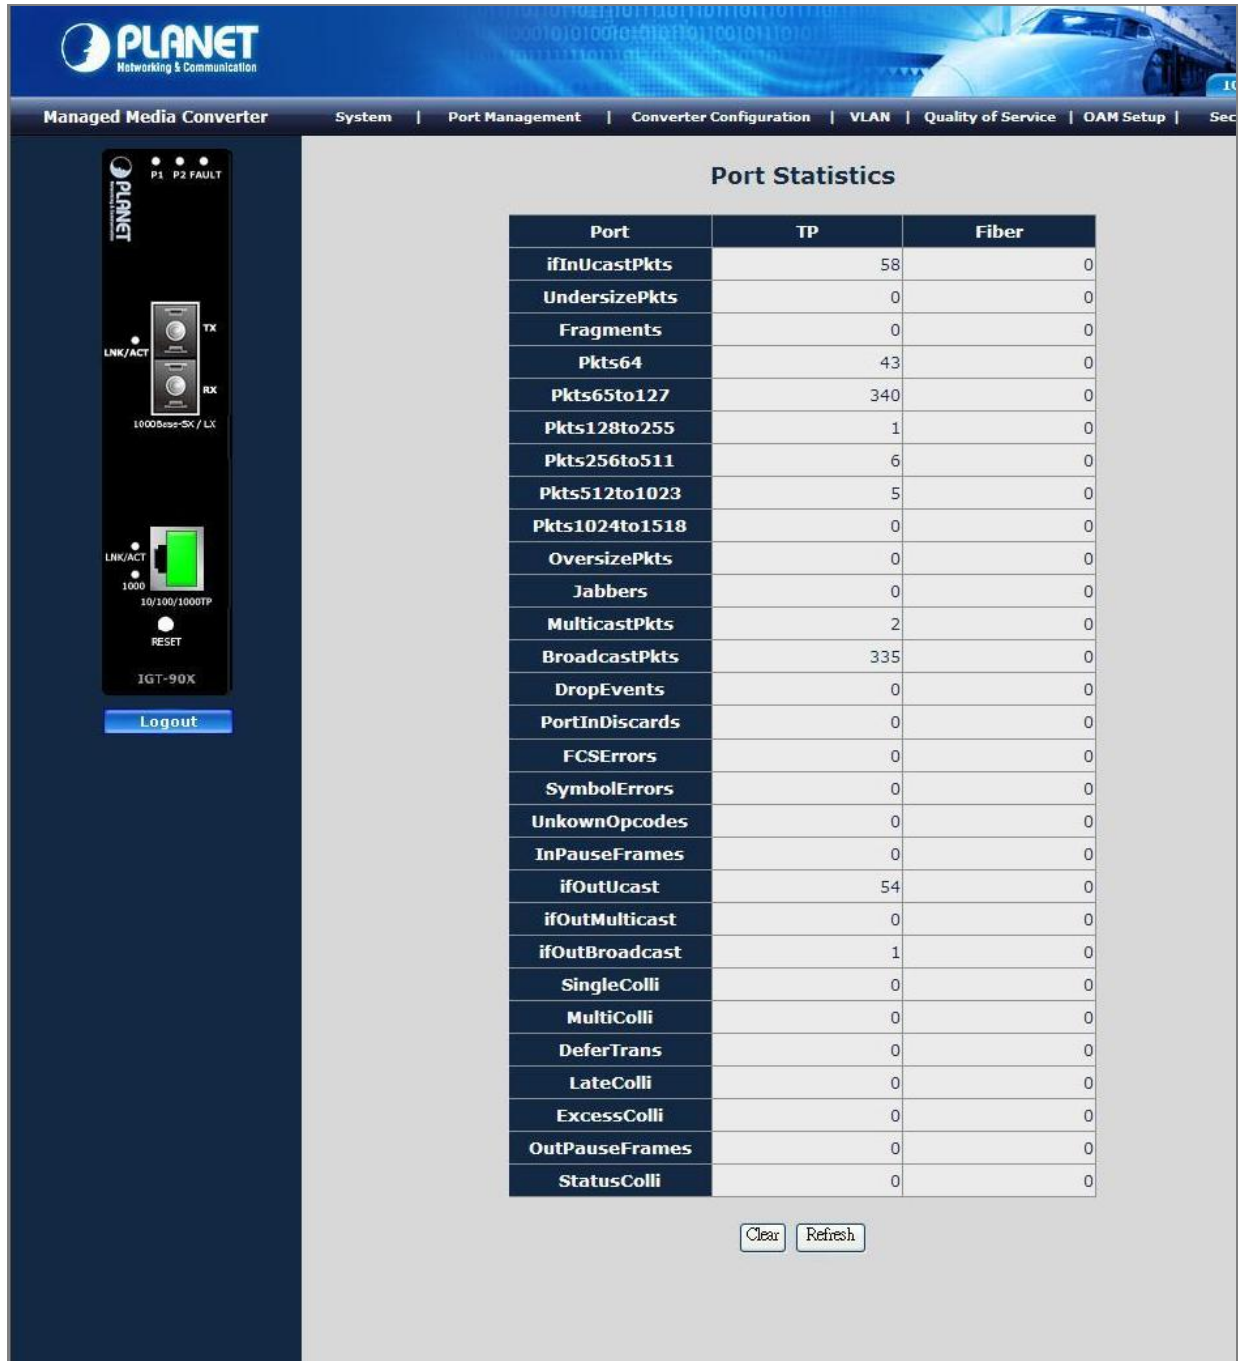 PLANET
Networking & Communication
Managed Media Converter
System | Port Management | Converter Configuration | VLAN | Quality of Service | OAM Setup |
P1 P2 FAULT
PLANET
TX
LNK/ACT
RX
1000Base-SX / LX
LNK/ACT
1000
10/100/1000TP
RESET
IGT-90X
Logout
Port Statistics
Port TP Fiber
ifInUcastPkts 58 0
UndersizePkts 0 0
Fragments 0 0
Pkts64 43 0
Pkts65to127 340 0
Pkts128to255 1 0
Pkts256to511 6 0
Pkts512to1023 5 0
Pkts1024to1518 0 0
OversizePkts 0 0
Jabbers 0 0
MulticastPkts 2 0
BroadcastPkts 335 0
DropEvents 0 0
PortInDiscards 0 0
FCSErrors 0 0
SymbolErrors 0 0
UnkownOpcodes 0 0
InPauseFrames 0 0
ifOutUcast 54 0
ifOutMulticast 0 0
ifOutBroadcast 1 0
SingleColli 0 0
MultiColli 0 0
DeferTrans 0 0
LateColli 0 0
ExcessColli 0 0
OutPauseFrames 0 0
StatusColli 0 0
Clear Refresh